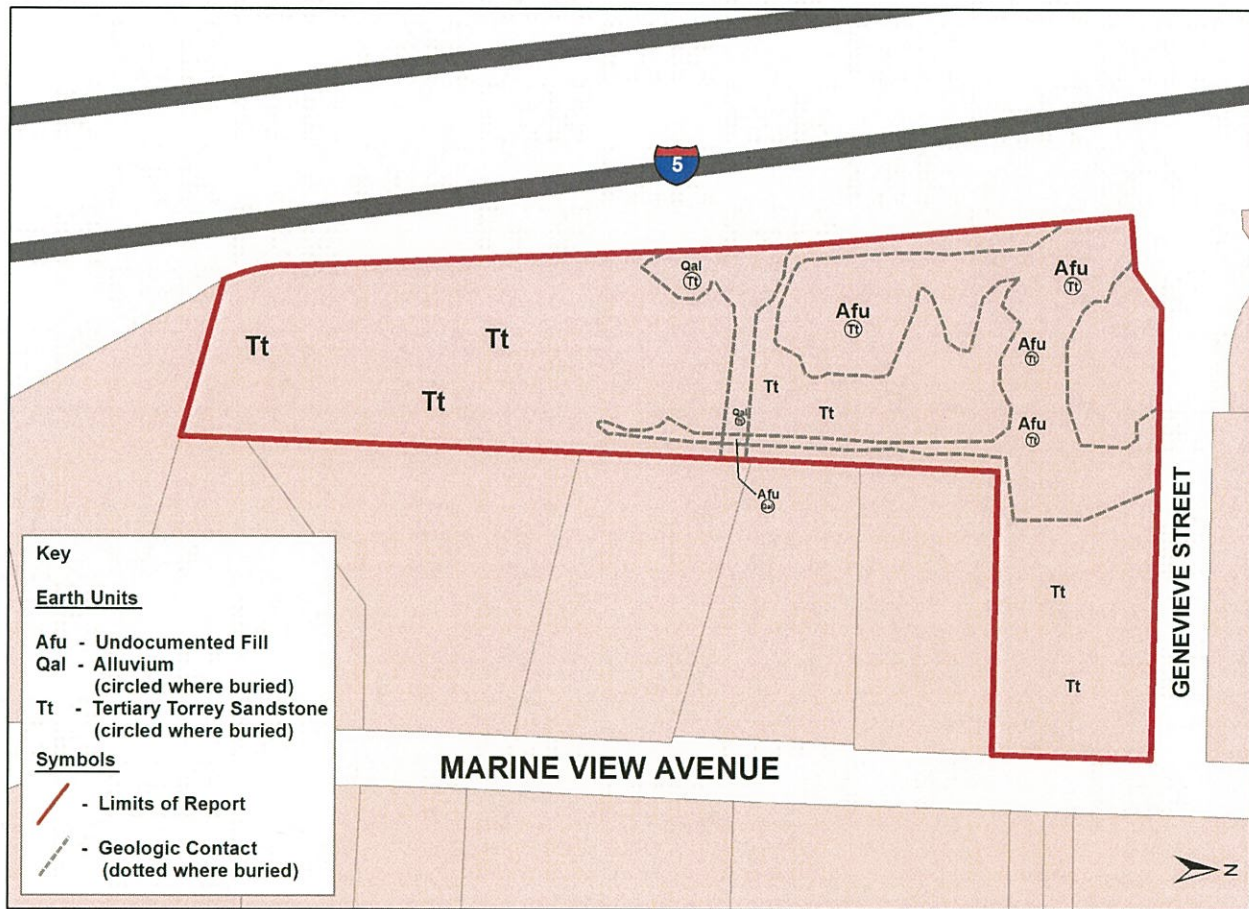 5
Qal
Tt
Afu
Tt
Afu
Tt
Tt
Tt
Afu
Tt
Tt
Tt
Tt
Qal
Tt
Afu
Tt
Afu
Qal
Tt
Tt
GENEVIEVE STREET
MARINE VIEW AVENUE
Key
Earth Units
Afu - Undocumented Fill
Qal - Alluvium
(circled where buried)
Tt - Tertiary Torrey Sandstone
(circled where buried)
Symbols
- Limits of Report
- Geologic Contact
(dotted where buried)
N